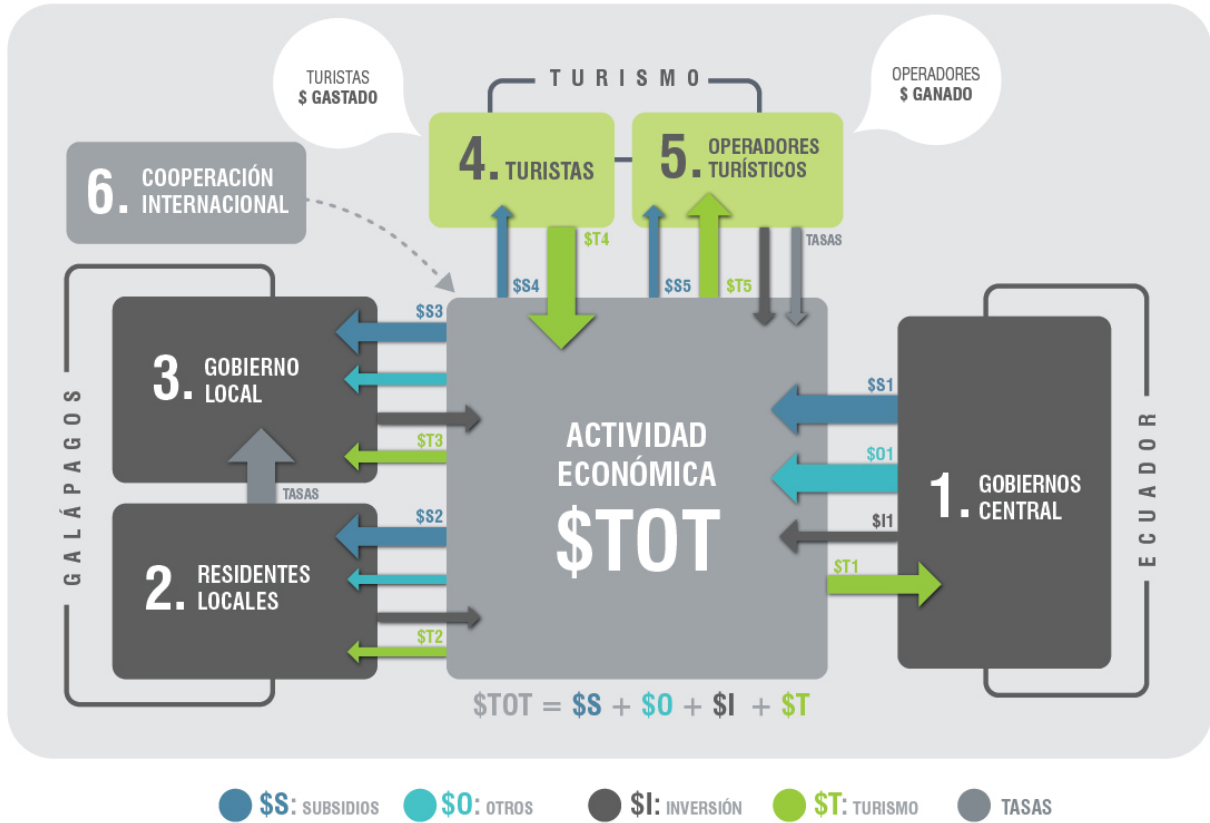 TURISMO
TURISTAS
$ GASTADO
OPERADORES
$ GANADO
4. TURISTAS
5. OPERADORES
TURÍSTICOS
6. COOPERACIÓN
INTERNACIONAL
$T4
TASAS
$S4
$S5
$T5
GALÁPAGOS
3. GOBIERNO
LOCAL
$S3
$T3
TASAS
2. RESIDENTES
LOCALES
$S2
$T2
ACTIVIDAD
ECONÓMICA
$TOT
$S1
$O1
$I1
$T1
1. GOBIERNOS
CENTRAL
ECUADOR
$TOT = $S + $O + $I + $T
$S: SUBSIDIOS
$O: OTROS
$I: INVERSIÓN
$T: TURISMO
TASAS